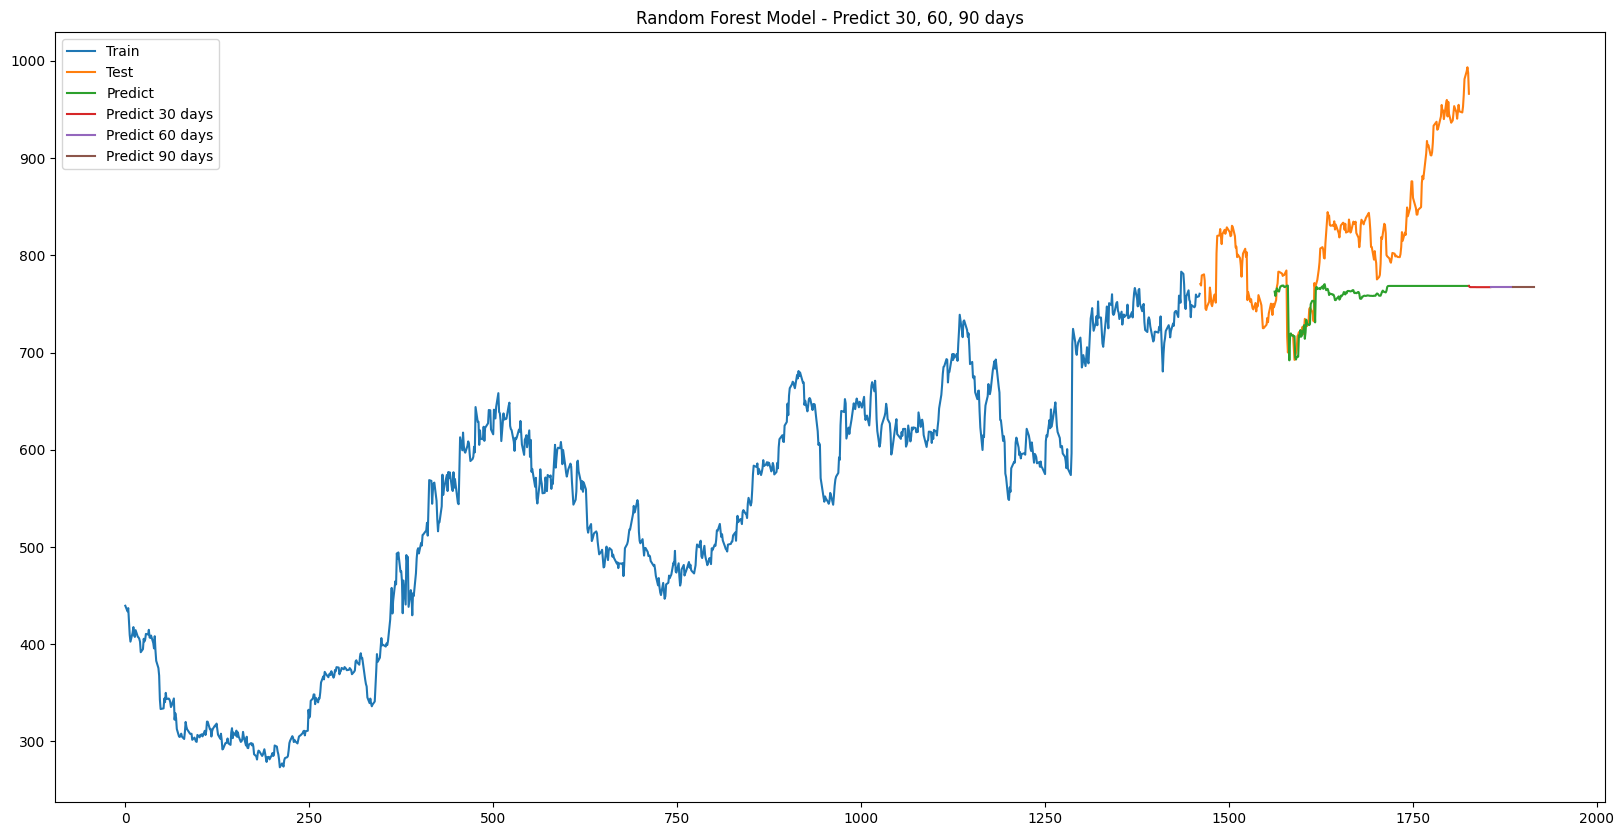 Random Forest Model - Predict 30, 60, 90 days
Train
Test
Predict
Predict 30 days
Predict 60 days
Predict 90 days
1000
900
800
700
600
500
400
300
0 250 500 750 1000 1250 1500 1750 2000